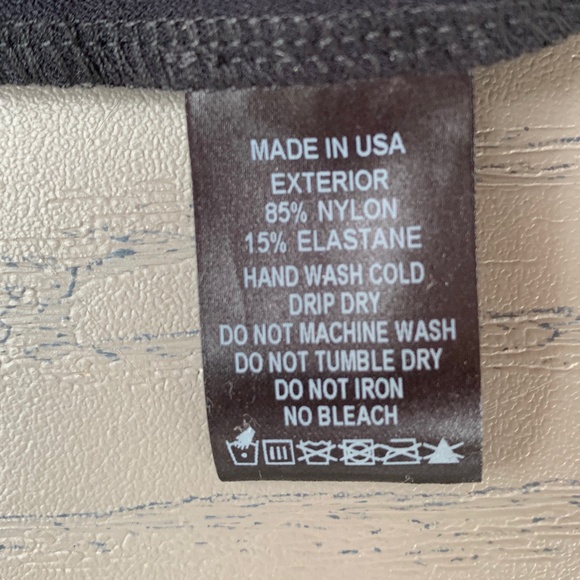 MADE IN USA
EXTERIOR
85% NYLON
15% ELASTANE
HAND WASH COLD
DRIP DRY
DO NOT MACHINE WASH
DO NOT TUMBLE DRY
DO NOT IRON
NO BLEACH